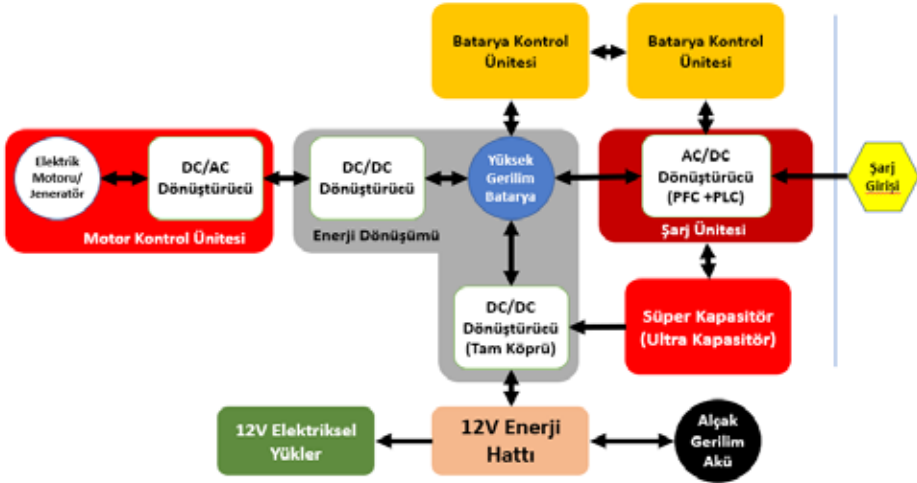 Batarya Kontrol
Ünitesi
Batarya Kontrol
Ünitesi
Elektrik
Motoru/
Jeneratör
DC/AC
Dönüştürücü
Motor Kontrol Ünitesi
DC/DC
Dönüştürücü
Enerji Dönüşümü
Yüksek
Gerilim
Batarya
AC/DC
Dönüştürücü
(PFC +PLC)
Şarj Ünitesi
Şarj
Girişi
DC/DC
Dönüştürücü
(Tam Köprü)
Süper Kapasitör
(Ultra Kapasitör)
12V Elektriksel
Yükler
12V Enerji
Hattı
Alçak
Gerilim
Akü